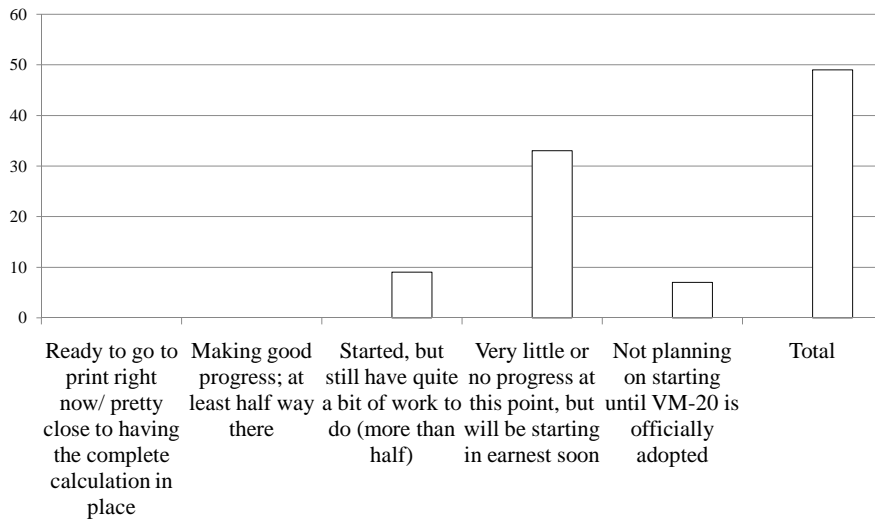 60
50
40
30
20
10
0
Ready to go to
print right
now/ pretty
close to having
the complete
calculation in
place
Making good
progress; at
least half way
there
Started, but
still have quite
a bit of work to
do (more than
half)
Very little or
no progress at
this point, but
will be starting
in earnest soon
Not planning
on starting
until VM-20 is
officially
adopted
Total